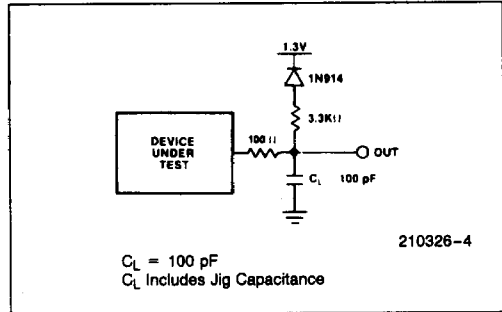 1.3V
1N914
3.3KΩ
DEVICE
UNDER
TEST
100 Ω
OUT
CL 100 pF
210326-4
CL = 100 pF
CL Includes Jig Capacitance